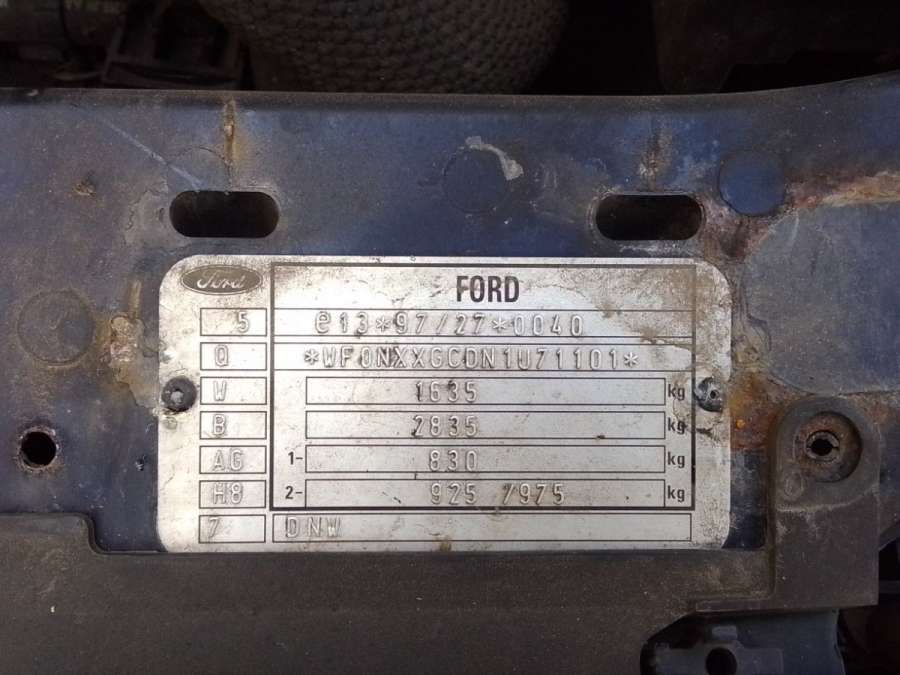 Ford
FORD
5 e13*97/27*0040
Q *WF0NXXGCDN1U71101*
W 1635 kg
B 2835 kg
AG 1- 830 kg
H8 2- 925 /975 kg
7 DNW